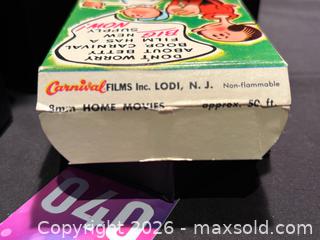 DON'T WORRY
ABOUT BETTY
BOOP. CARNIVAL
FILM HAS A
BIG NEW
SUPPLY
NOW!
Carnival FILMS Inc. LODI, N. J. Non-flammable
8mm HOME MOVIES approx. 50 ft.
040
Copyright 2026 - maxsold.com